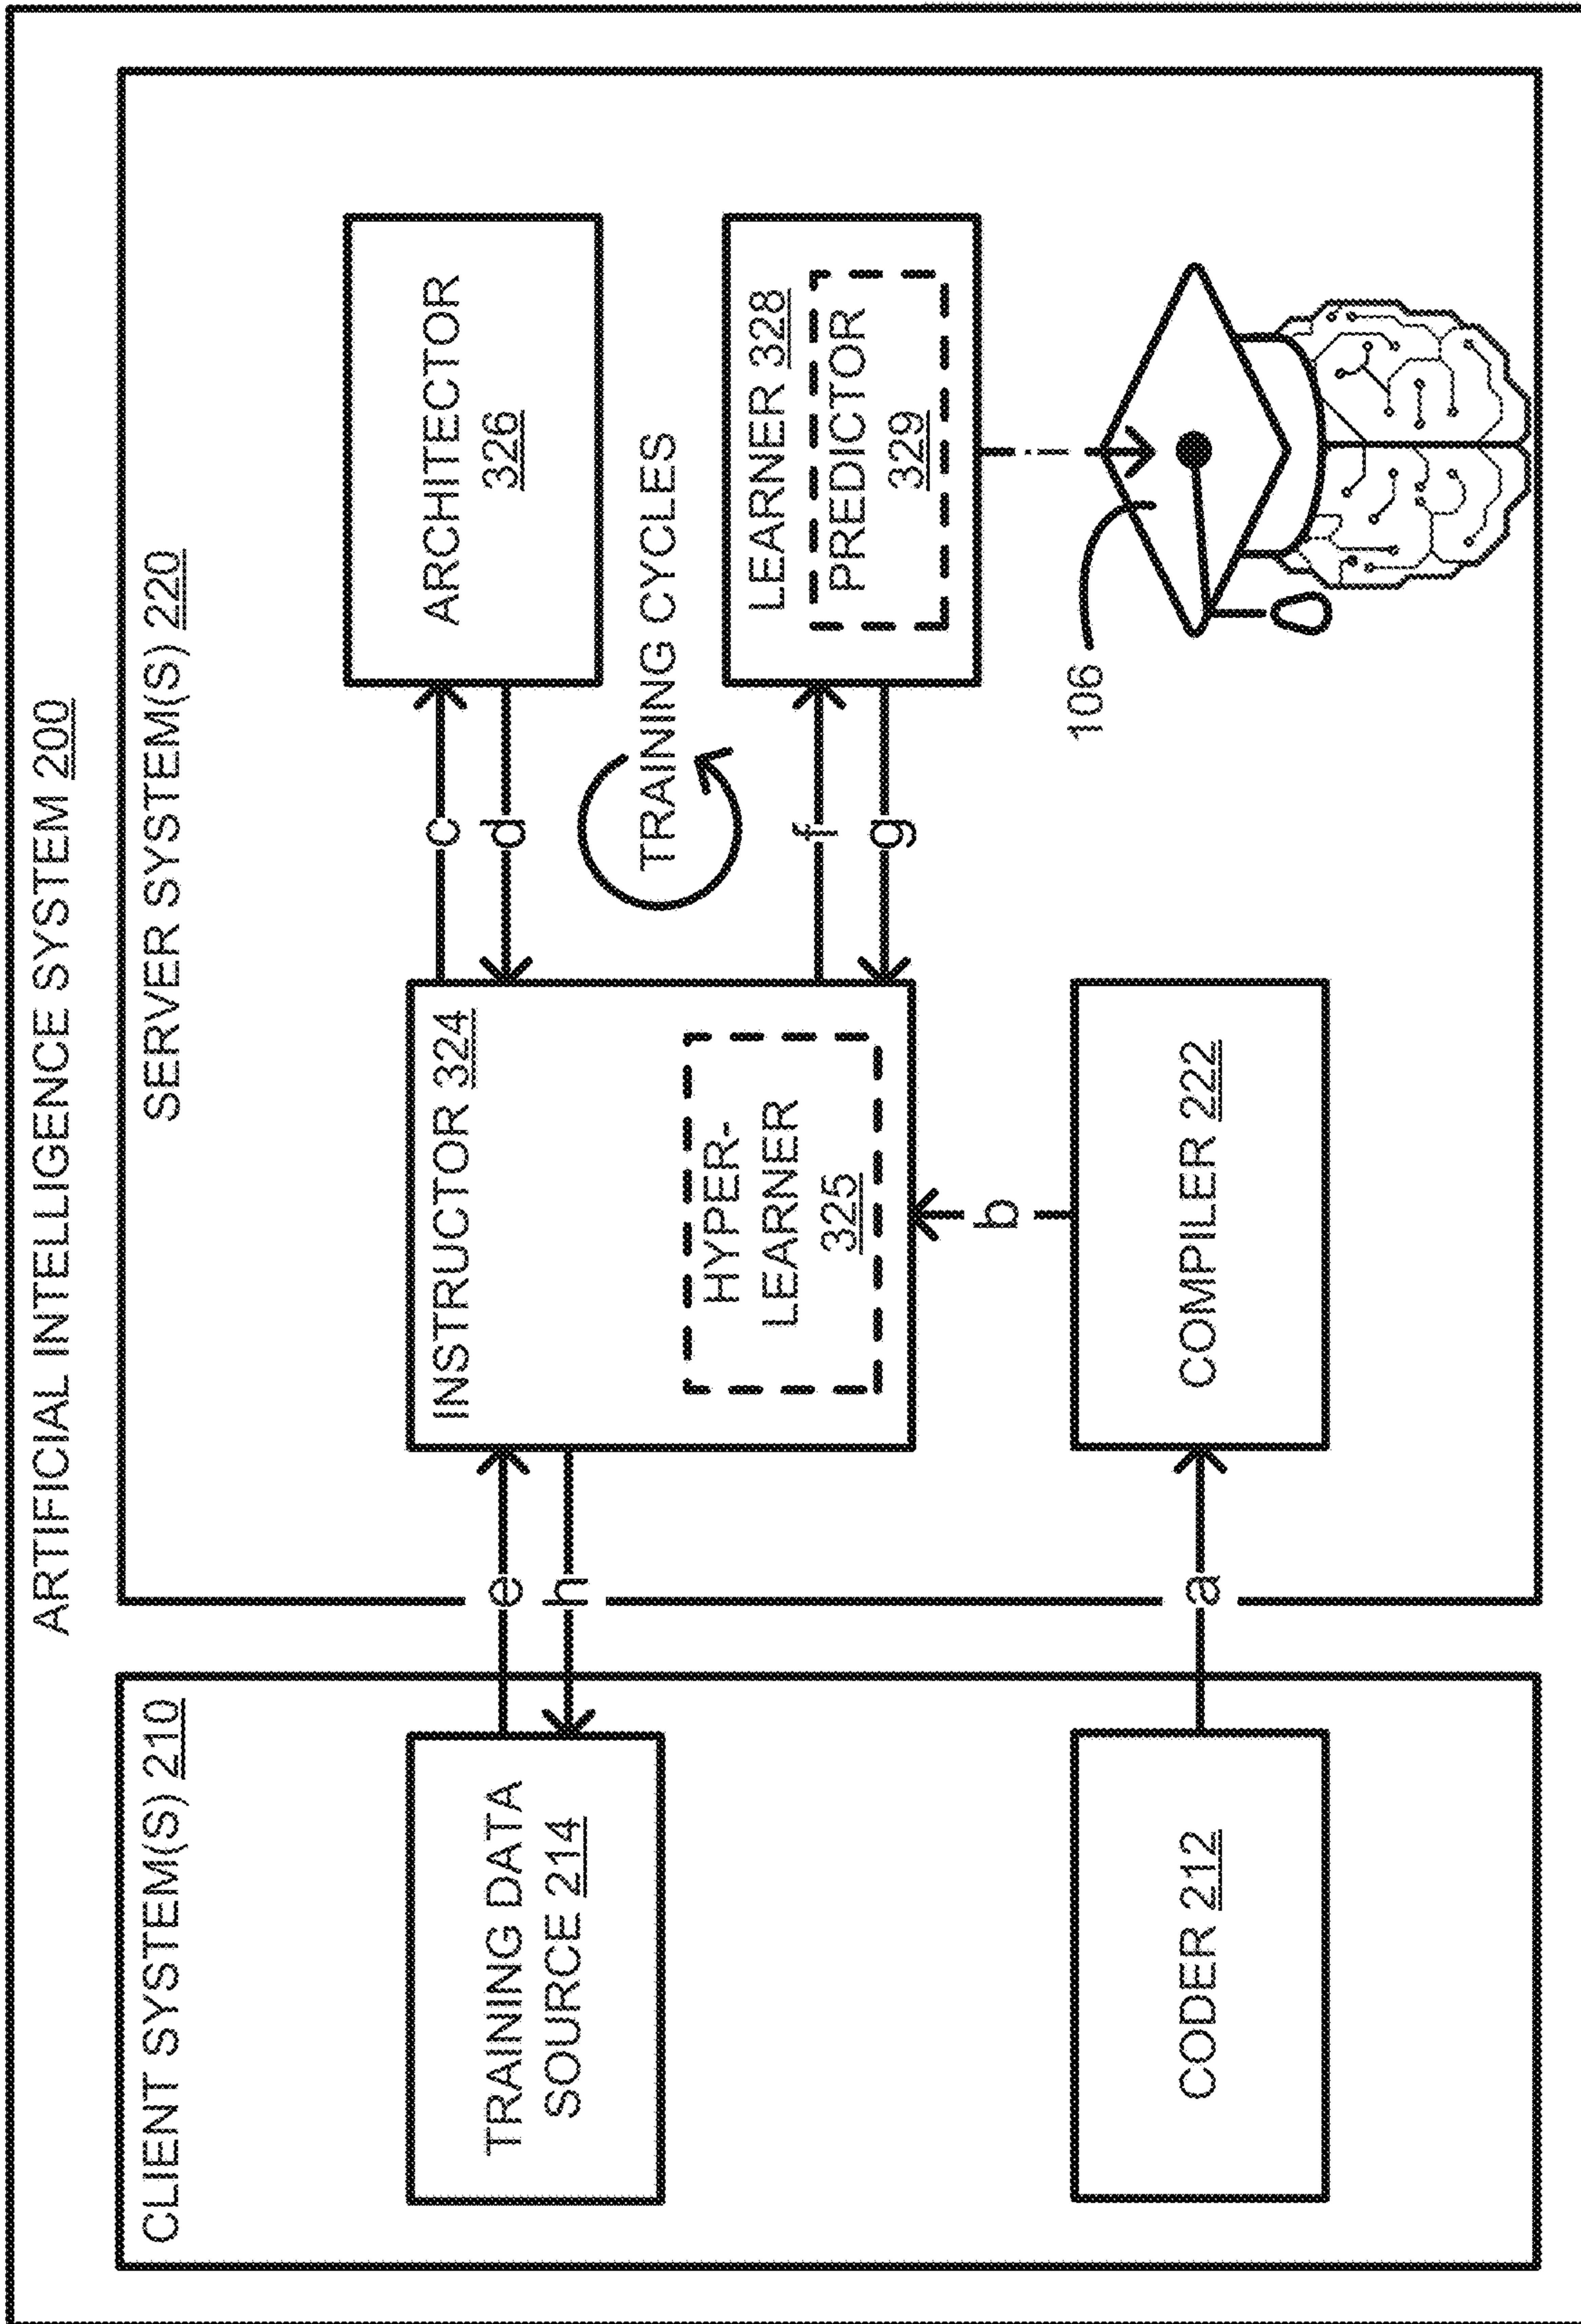 ARTIFICIAL INTELLIGENCE SYSTEM 200
CLIENT SYSTEM(S) 210
TRAINING DATA
SOURCE 214
CODER 212
e
h
a
SERVER SYSTEM(S) 220
INSTRUCTOR 324
HYPER-
LEARNER
325
b
COMPILER 222
c
d
TRAINING CYCLES
f
g
ARCHITECTOR
326
LEARNER 328
PREDICTOR
329
106